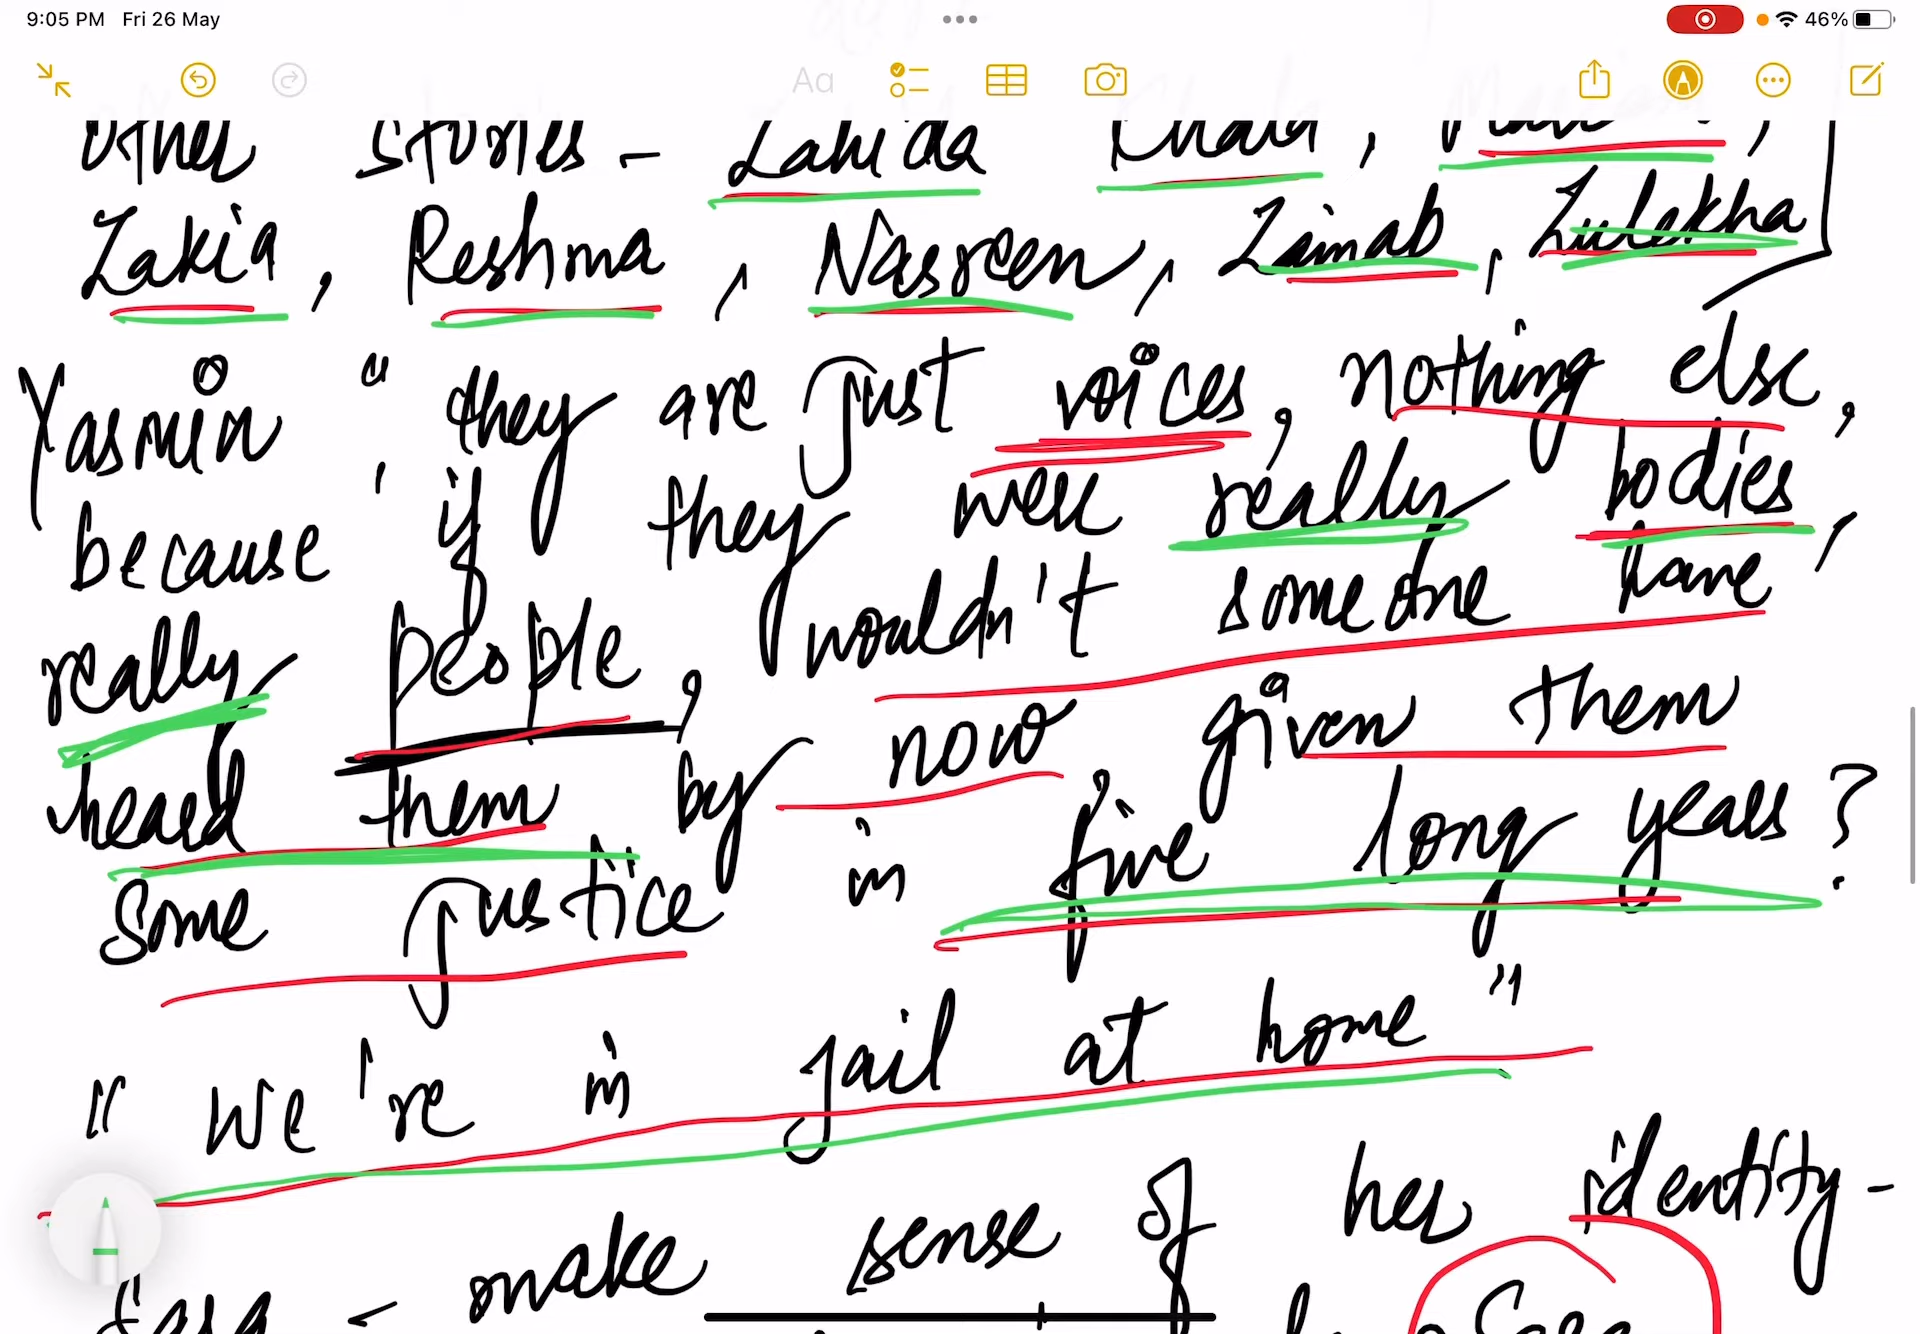 9:05 PM Fri 26 May
46%
Aa
Other stories - Zahida Khala,
Zakia, Reshma, Nasreen, Zainab, Zulekha
Yasmin "they are just voices, nothing else,
because if they were really bodies,
really people, wouldn't someone have
heard them by now given them
some justice in five long years?
"We're in jail at home"
make sense of her identity-